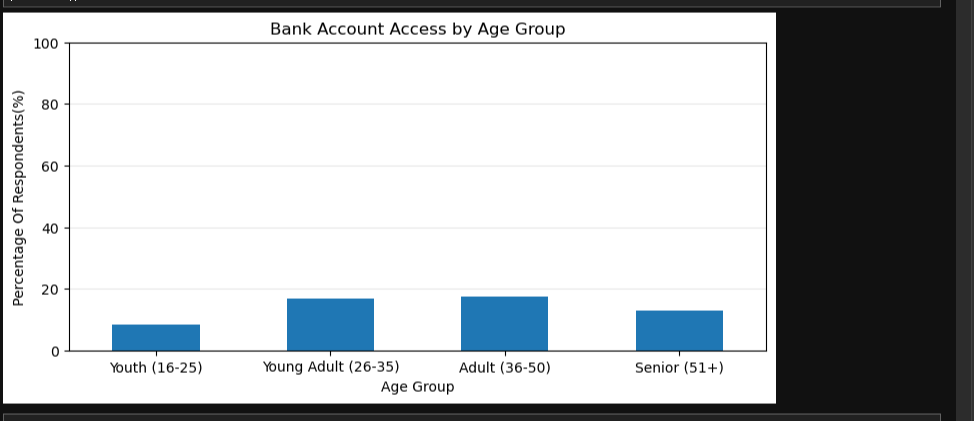 Bank Account Access by Age Group
100
80
60
40
20
0
Percentage Of Respondents(%)
Youth (16-25) Young Adult (26-35) Adult (36-50) Senior (51+)
Age Group